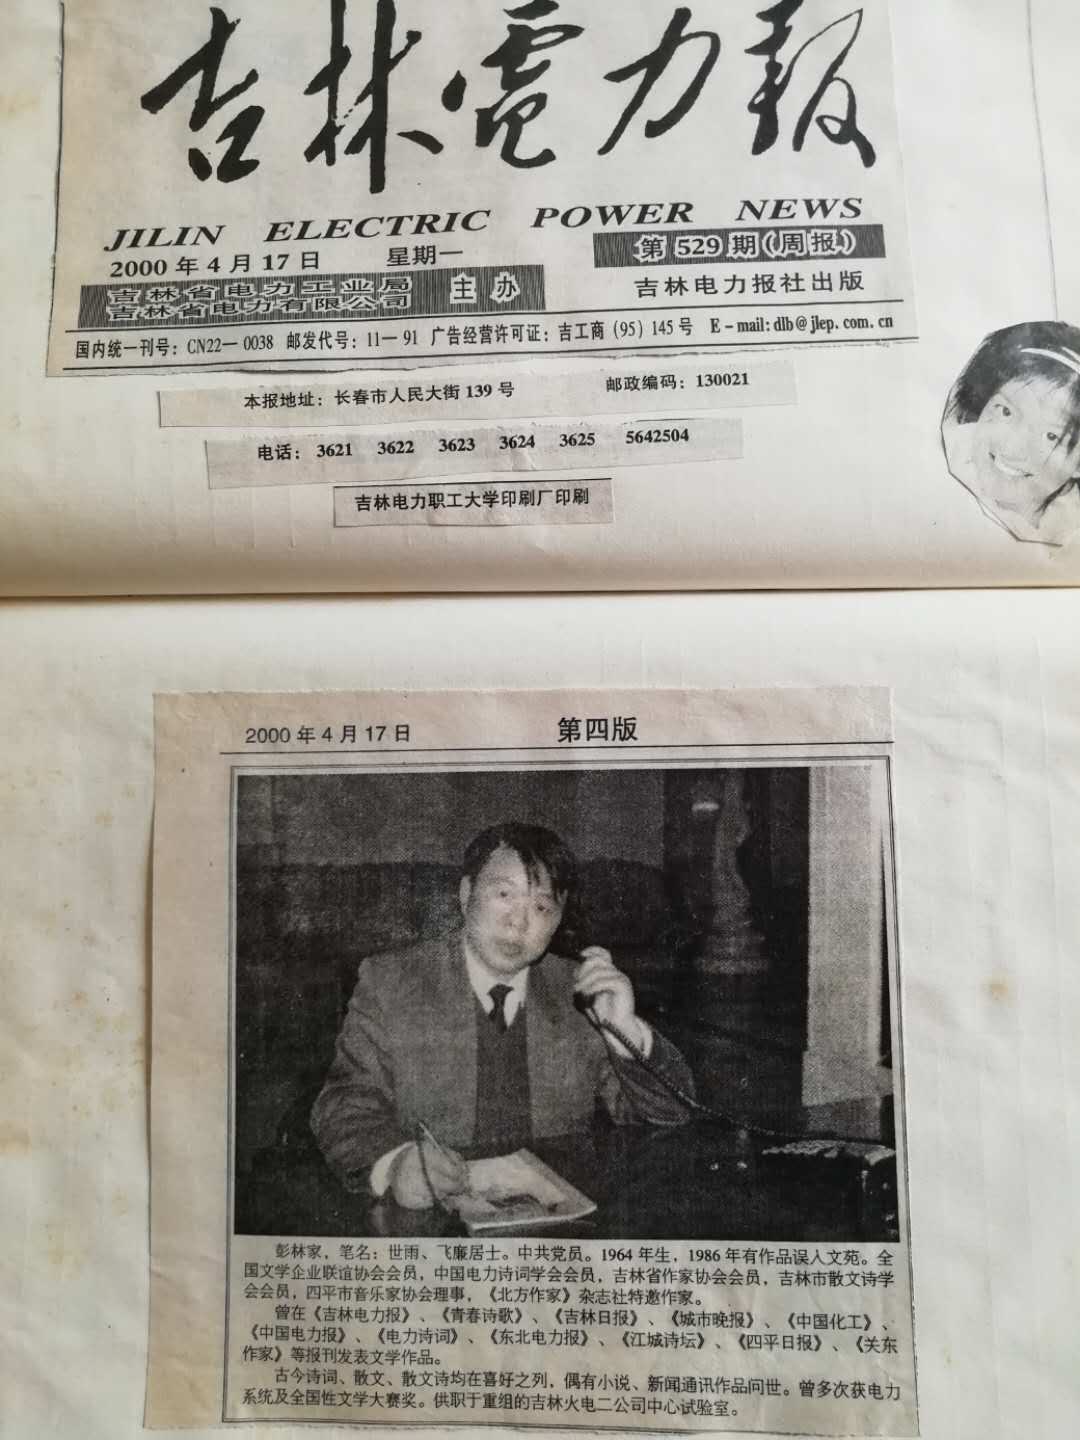 吉林電力报
JILIN ELECTRIC POWER NEWS
2000年4月17日 星期一
第529期(周报)
吉林省电力工业局
吉林省电力有限公司
主办
吉林电力报社出版
国内统一刊号：CN22—0038 邮发代号：11—91 广告经营许可证：吉工商(95)145号 E-mail:dlb@jlep.com.cn
本报地址：长春市人民大街139号 邮政编码：130021
电话：3621 3622 3623 3624 3625 5642504
吉林电力职工大学印刷厂印刷
2000年4月17日 第四版
彭林家，笔名：世雨、飞廉居士。中共党员。1964年生，1986年有作品误人文苑。全
国文学企业联谊协会会员，中国电力诗词学会会员，吉林省作家协会会员，吉林市散文诗学
会会员，四平市音乐家协会理事，《北方作家》杂志社特邀作家。
曾在《吉林电力报》、《青春诗歌》、《吉林日报》、《城市晚报》、《中国化工》、
《中国电力报》、《电力诗词》、《东北电力报》、《江城诗坛》、《四平日报》、《关东
作家》等报刊发表文学作品。
古今诗词、散文、散文诗均在喜好之列，偶有小说、新闻通讯作品问世。曾多次获电力
系统及全国性文学大赛奖。供职于重组的吉林火电二公司中心试验室。